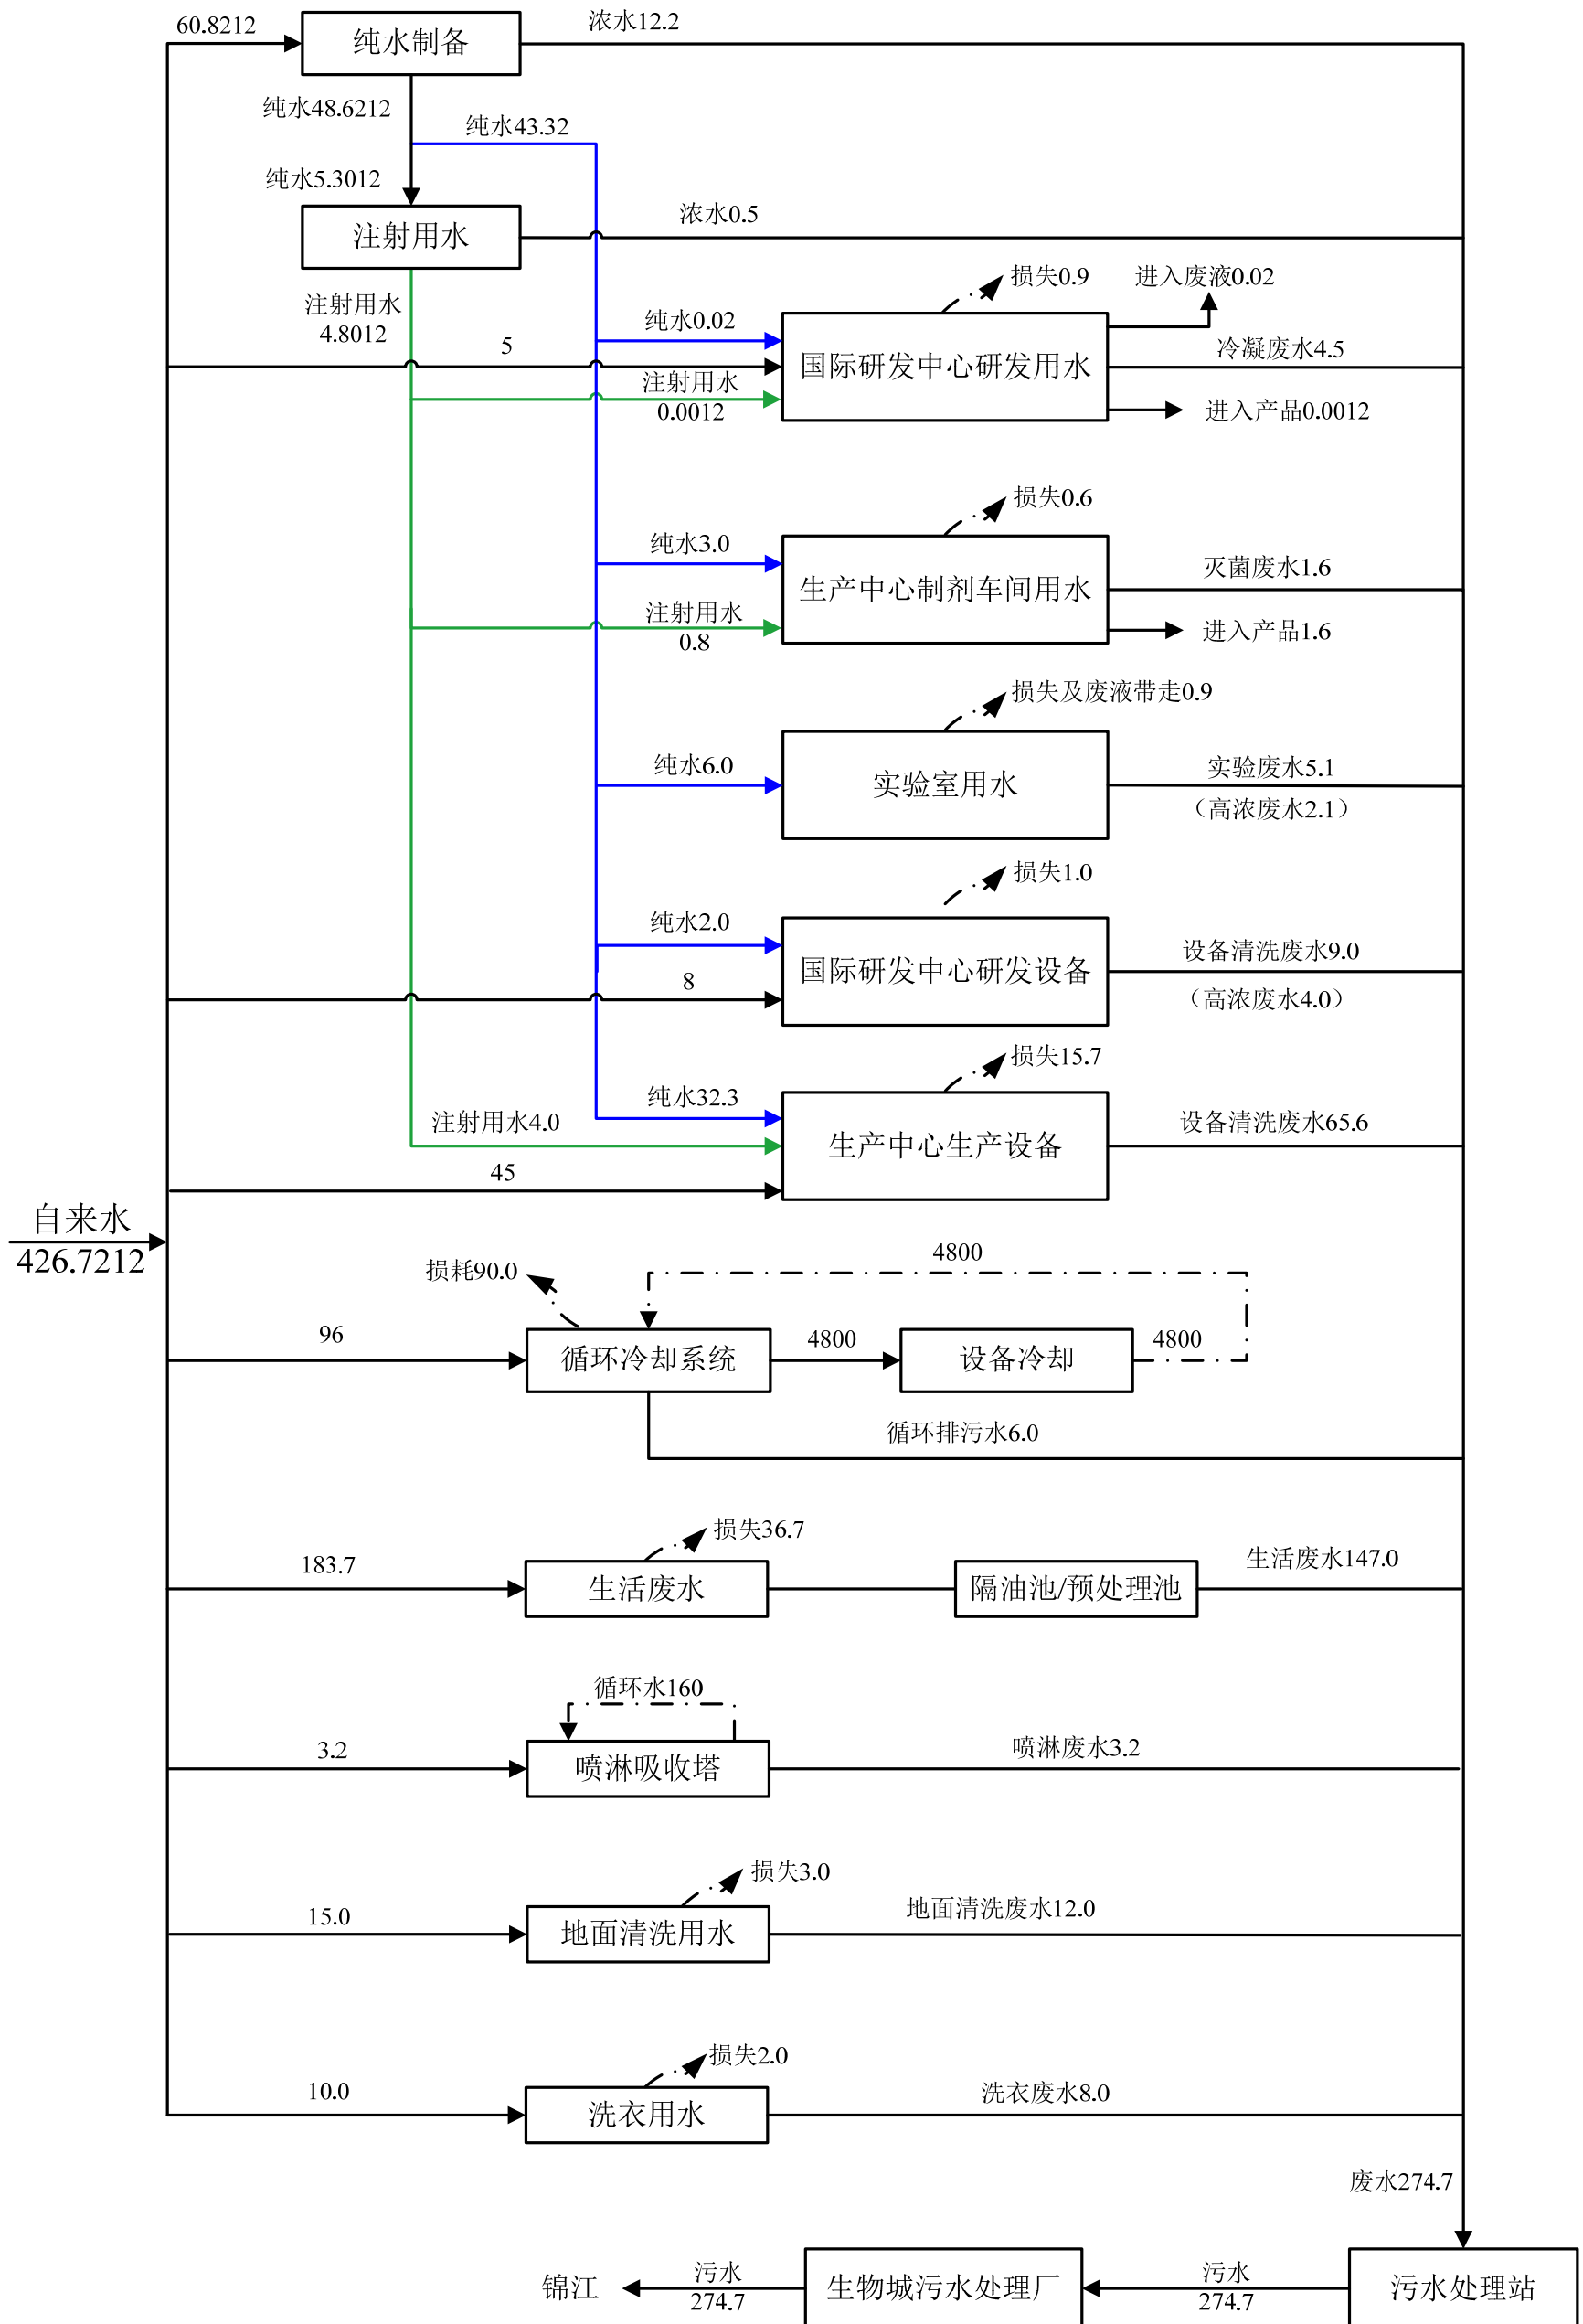 60.8212
纯水制备
浓水12.2
纯水48.6212
纯水43.32
纯水5.3012
注射用水
浓水0.5
注射用水
4.8012
损失0.9
进入废液0.02
纯水0.02
5
国际研发中心研发用水
冷凝废水4.5
注射用水
0.0012
进入产品0.0012
损失0.6
纯水3.0
生产中心制剂车间用水
灭菌废水1.6
注射用水
0.8
进入产品1.6
损失及废液带走0.9
纯水6.0
实验室用水
实验废水5.1
（高浓废水2.1）
损失1.0
纯水2.0
国际研发中心研发设备
设备清洗废水9.0
8
（高浓废水4.0）
损失15.7
纯水32.3
注射用水4.0
生产中心生产设备
设备清洗废水65.6
45
自来水
426.7212
损耗90.0
4800
96
循环冷却系统
4800
设备冷却
4800
循环排污水6.0
损失36.7
183.7
生活废水
隔油池/预处理池
生活废水147.0
循环水160
3.2
喷淋吸收塔
喷淋废水3.2
损失3.0
15.0
地面清洗用水
地面清洗废水12.0
损失2.0
10.0
洗衣用水
洗衣废水8.0
废水274.7
锦江
污水
274.7
生物城污水处理厂
污水
274.7
污水处理站